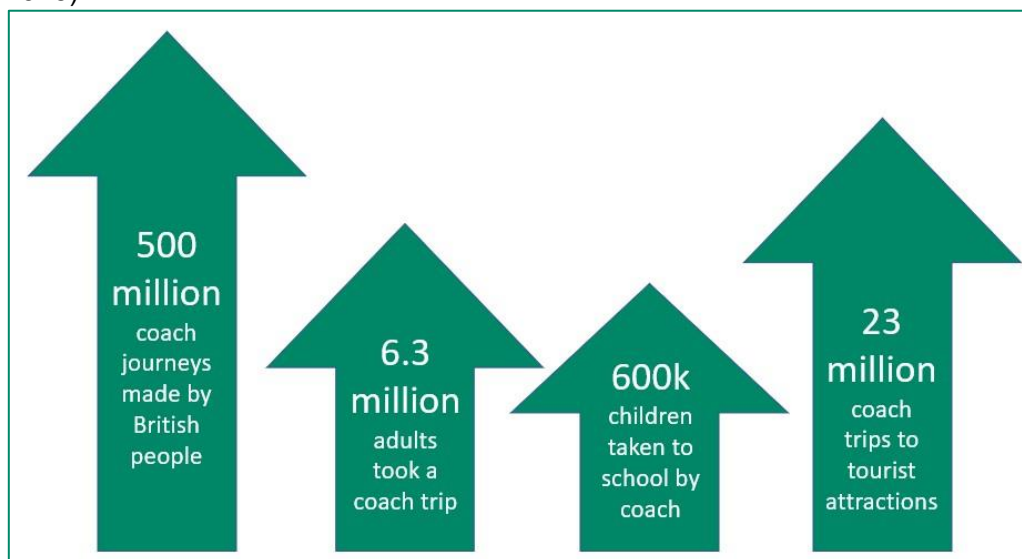 500
million
coach
journeys
made by
British
people
6.3
million
adults
took a
coach trip
600k
children
taken to
school by
coach
23
million
coach
trips to
tourist
attractions